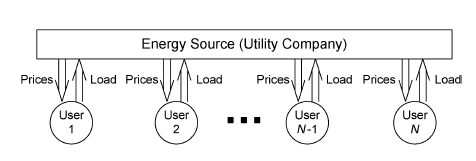 Energy Source (Utility Company)
Prices Load Prices Load Prices Load Prices Load
User
1
User
2
User
N-1
User
N